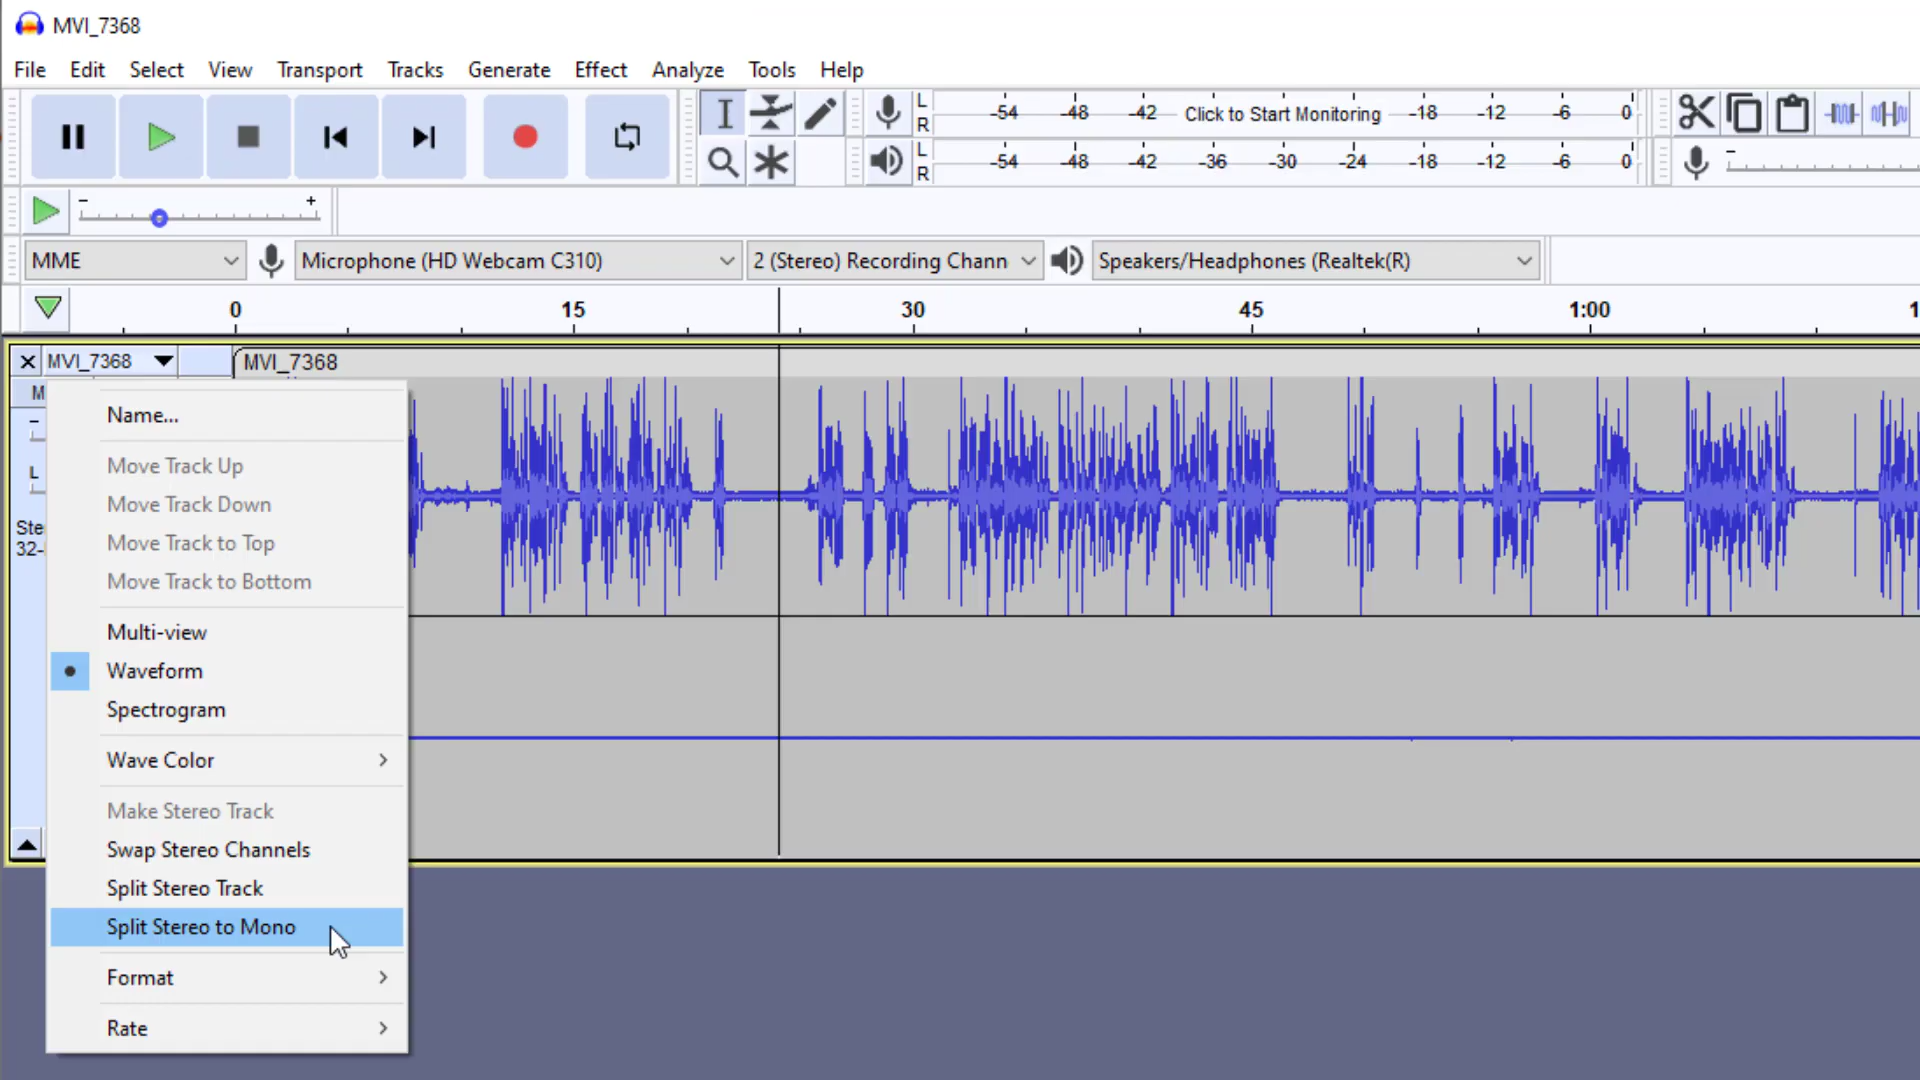 MVI_7368
File Edit Select View Transport Tracks Generate Effect Analyze Tools Help
L
R
-54 -48 -42 Click to Start Monitoring -18 -12 -6 0
L
R
-54 -48 -42 -36 -30 -24 -18 -12 -6 0
-
- +
MME Microphone (HD Webcam C310) 2 (Stereo) Recording Chann Speakers/Headphones (Realtek(R)
0 15 30 45 1:00 1
MVI_7368 MVI_7368
M
-
L
Ste
32-
Name...
Move Track Up
Move Track Down
Move Track to Top
Move Track to Bottom
Multi-view
Waveform
Spectrogram
Wave Color
Make Stereo Track
Swap Stereo Channels
Split Stereo Track
Split Stereo to Mono
Format
Rate